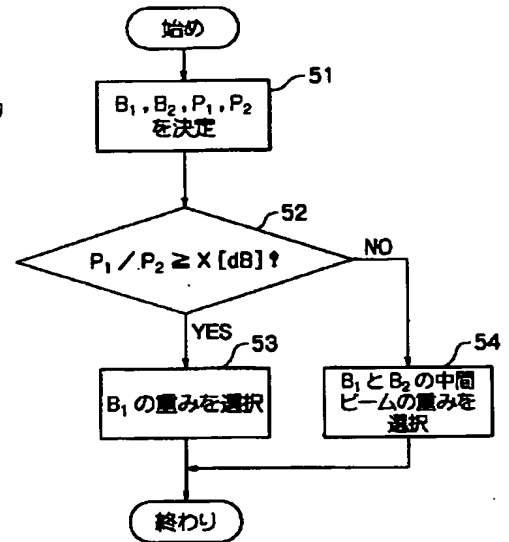 始め
51
B₁, B₂, P₁, P₂
を決定
52
P₁ / P₂ ≧ X [dB] ?
NO
YES
53
54
B₁ の重みを選択
B₁ と B₂ の中間
ビームの重みを
選択
終わり